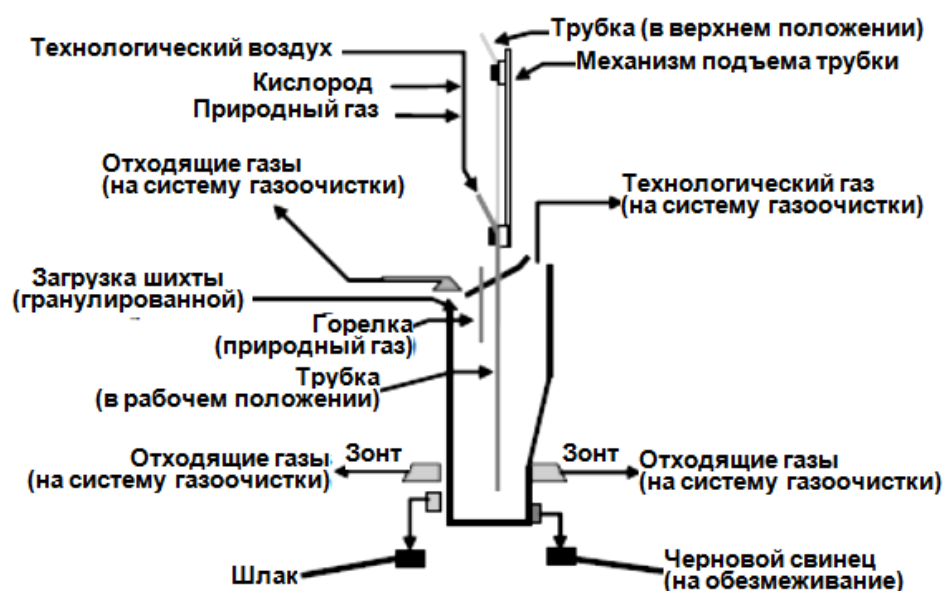 Трубка (в верхнем положении)
Технологический воздух
Механизм подъема трубки
Кислород
Природный газ
Отходящие газы
(на систему газоочистки)
Технологический газ
(на систему газоочистки)
Загрузка шихты
(гранулированной)
Горелка
(природный газ)
Трубка
(в рабочем положении)
Зонт
Отходящие газы
(на систему газоочистки)
Зонт
Отходящие газы
(на систему газоочистки)
Шлак
Черновой свинец
(на обезмеживание)